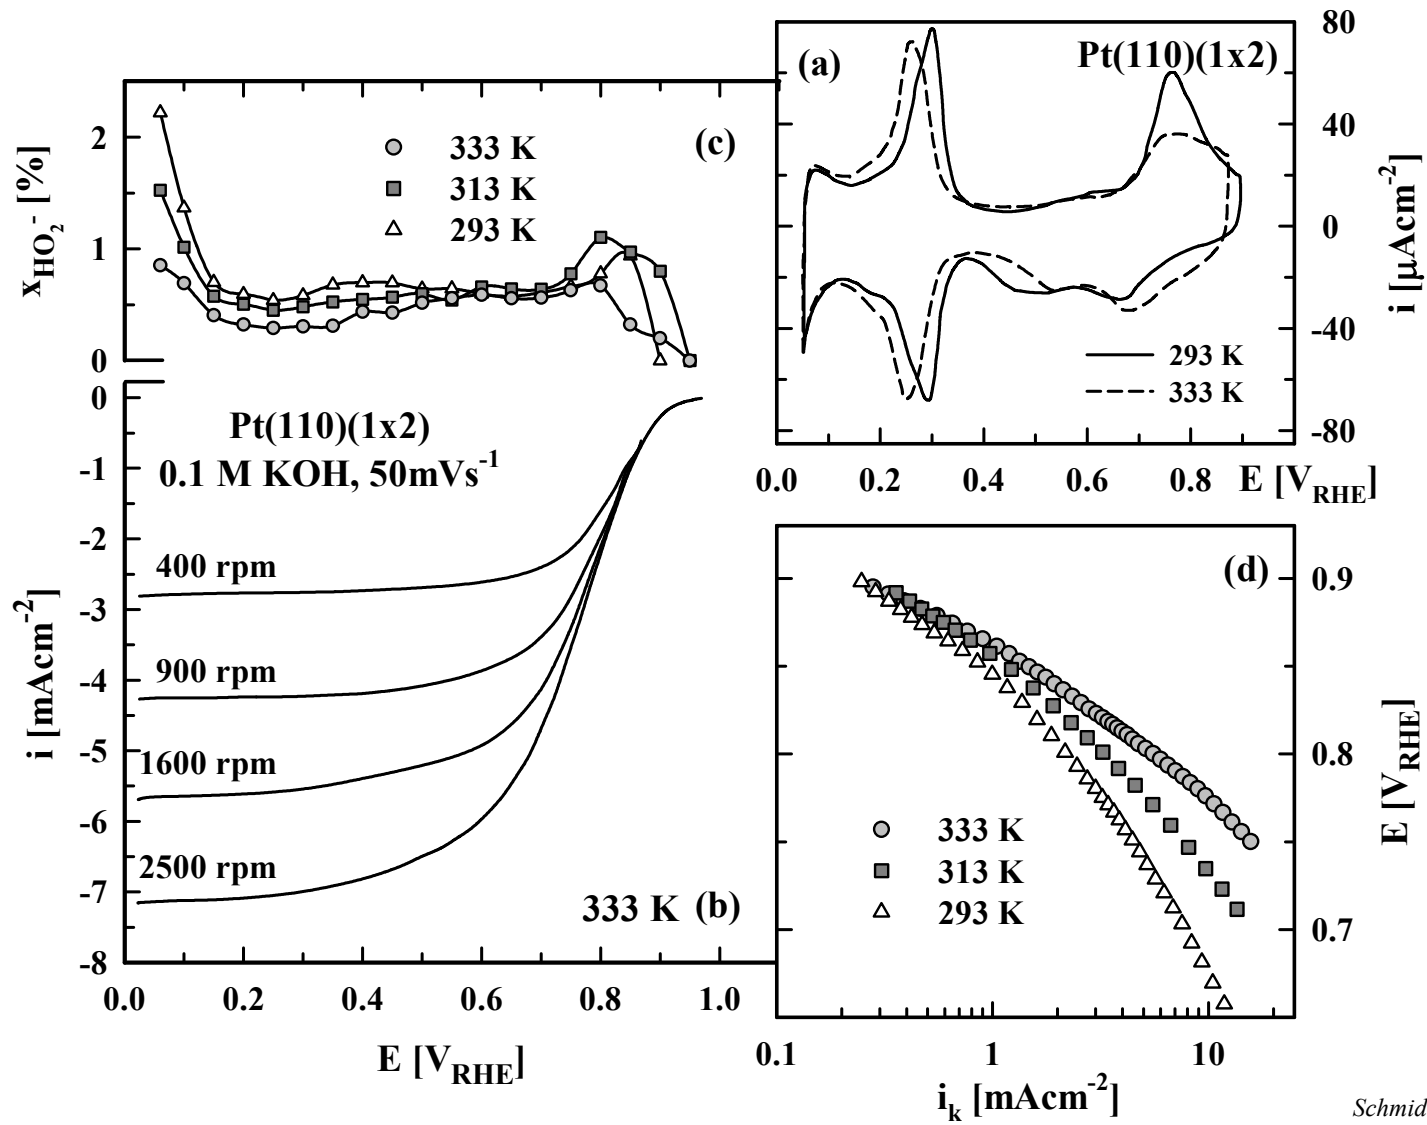 (c)
333 K
313 K
293 K
x_HO₂⁻ [%]
2
1
0
Pt(110)(1x2)
0.1 M KOH, 50mVs⁻¹
400 rpm
900 rpm
1600 rpm
2500 rpm
333 K (b)
i [mAcm⁻²]
0
-1
-2
-3
-4
-5
-6
-7
-8
0.0 0.2 0.4 0.6 0.8 1.0
E [V_RHE]
(a) Pt(110)(1x2)
293 K
333 K
80
40
0
-40
-80
i [µAcm⁻²]
0.0 0.2 0.4 0.6 0.8 E [V_RHE]
(d)
333 K
313 K
293 K
0.9
0.8
0.7
E [V_RHE]
0.1 1 10
i_k [mAcm⁻²]
Schmid